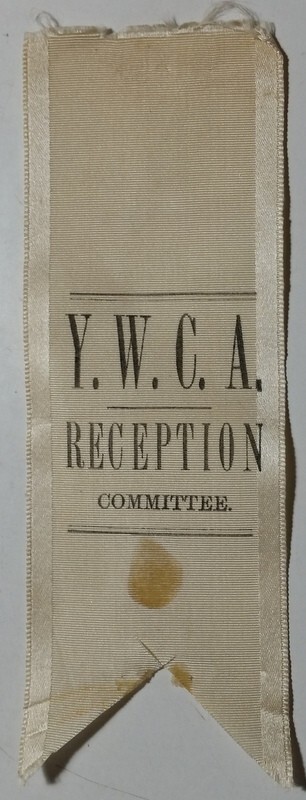 Y. W. C. A.
RECEPTION
COMMITTEE.